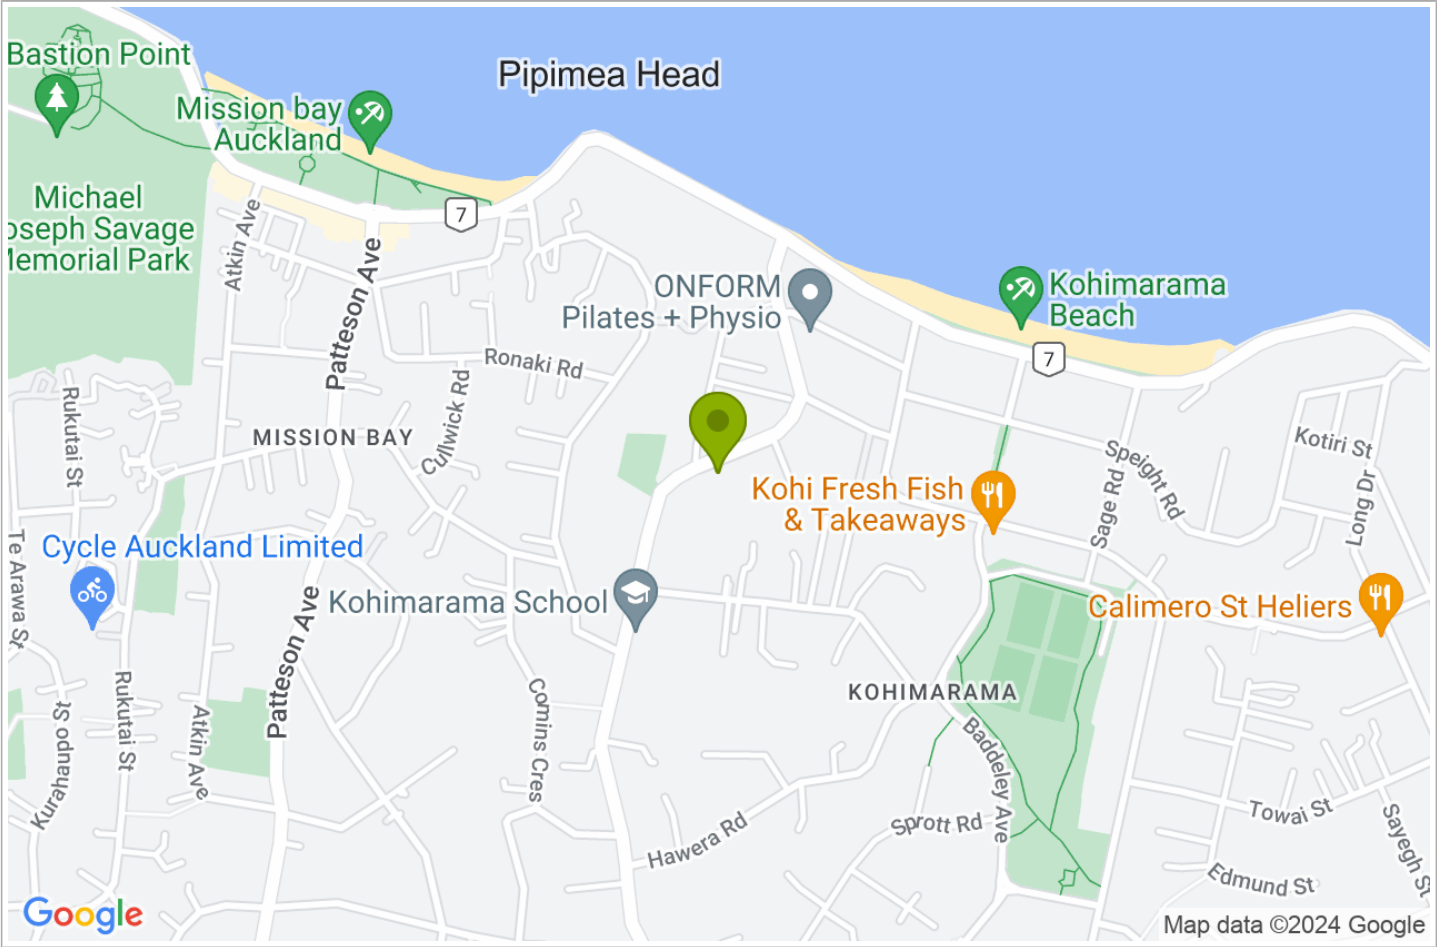 Bastion Point
Pipimea Head
Mission bay
Auckland
Michael
oseph Savage
Memorial Park
Atkin Ave
7
Patteson Ave
ONFORM
Pilates + Physio
Kohimarama
Beach
7
Ronaki Rd
Rukutai St
MISSION BAY
Cullwick Rd
Kotiri St
Speight Rd
Sage Rd
Long Dr
Kohi Fresh Fish
& Takeaways
Te Arawa St
Cycle Auckland Limited
Kohimarama School
Calimero St Heliers
Patteson Ave
KOHIMARAMA
Rukutai St
Kurahaupo St
Atkin Ave
Comins Cres
Baddeley Ave
Hawera Rd
Sprott Rd
Towai St
Sayegh St
Edmund St
Google
Map data ©2024 Google